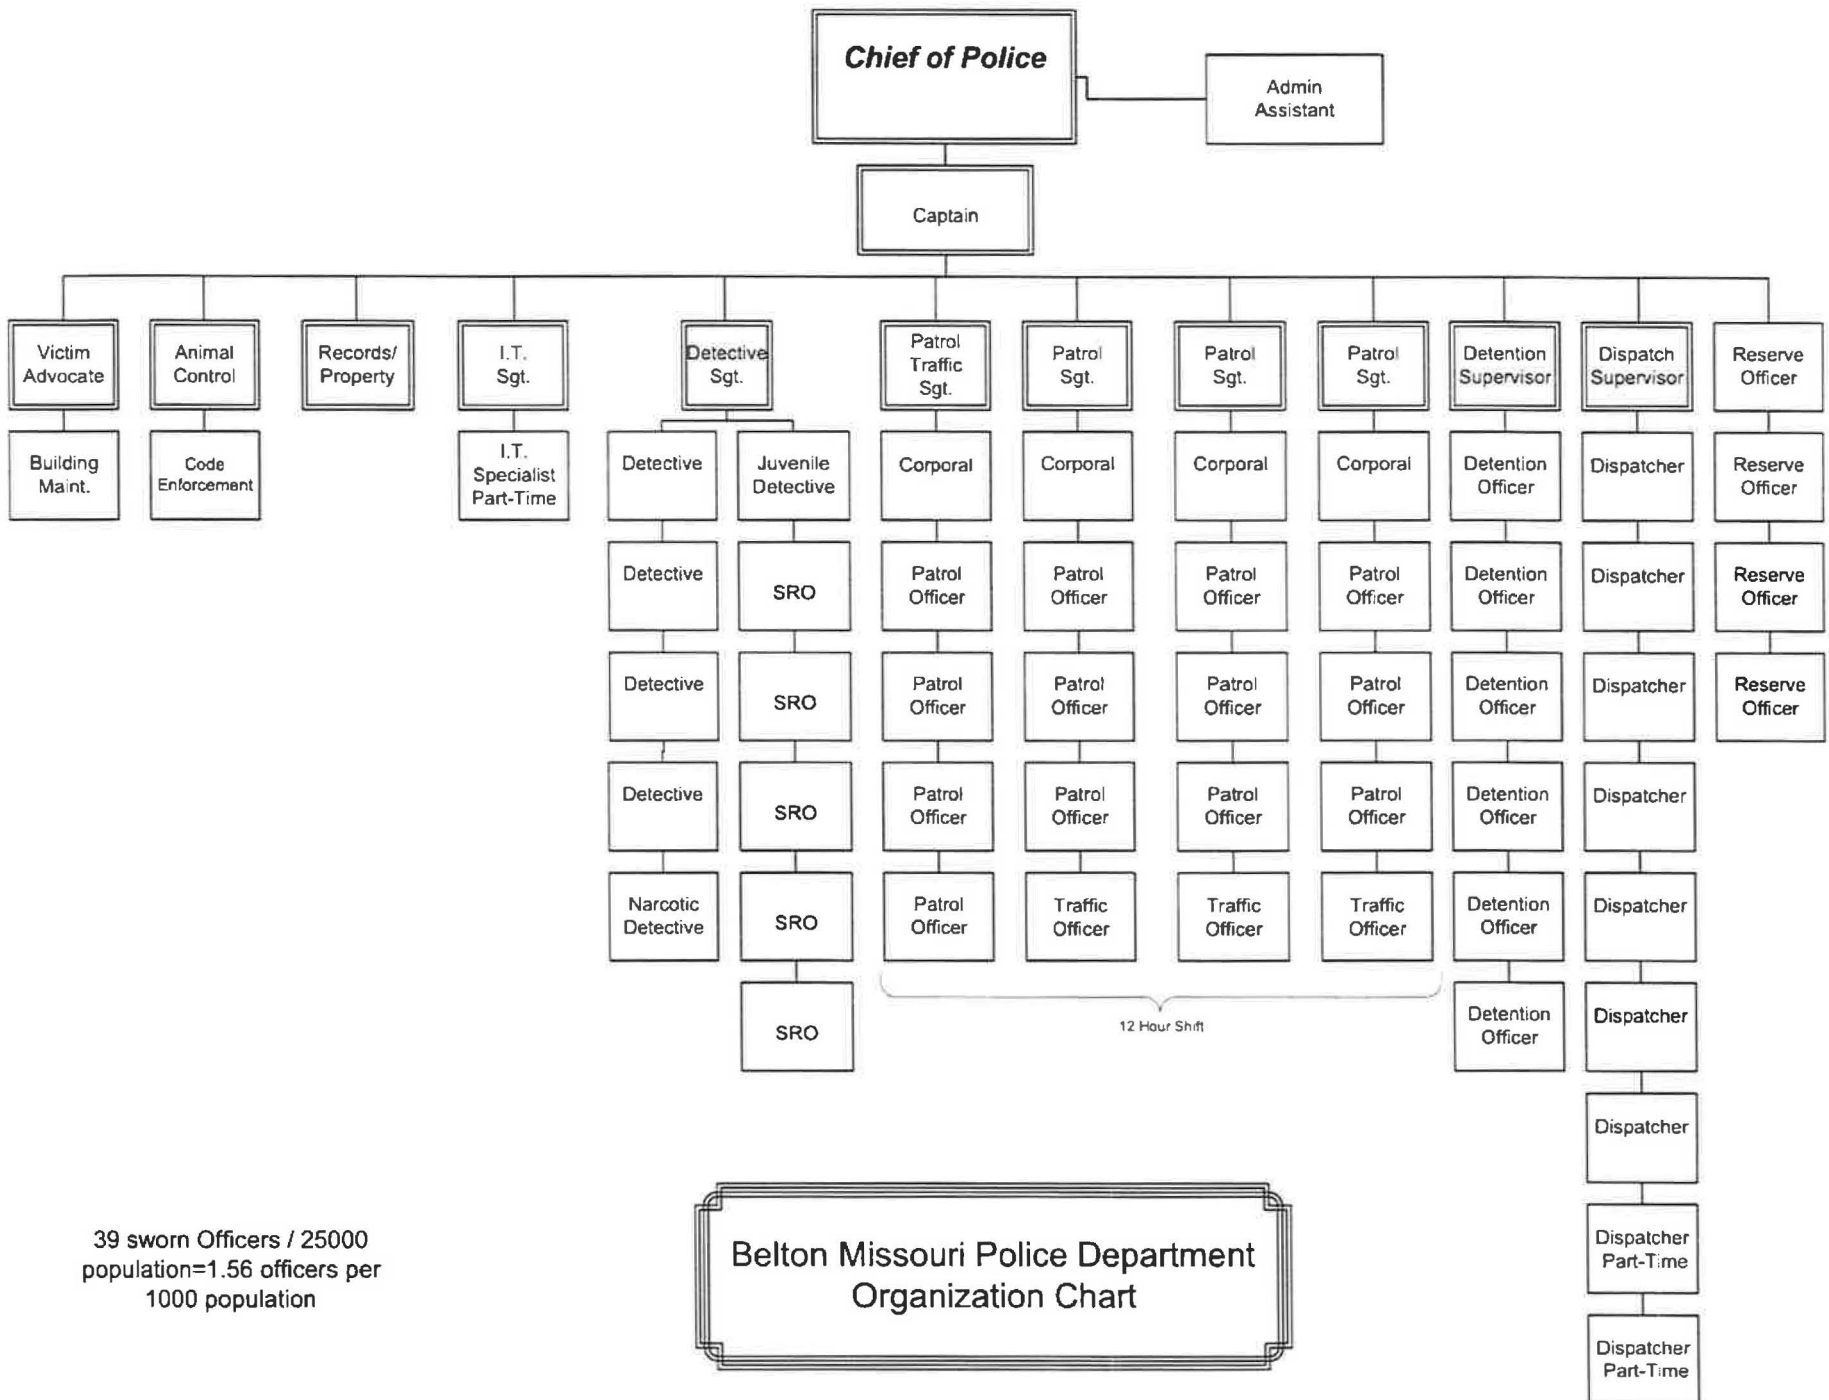 Chief of Police
Admin
Assistant
Captain
Victim
Advocate
Animal
Control
Records/
Property
I.T.
Sgt.
Detective
Sgt.
Patrol
Traffic
Sgt.
Patrol
Sgt.
Patrol
Sgt.
Patrol
Sgt.
Detention
Supervisor
Dispatch
Supervisor
Reserve
Officer
Building
Maint.
Code
Enforcement
I.T.
Specialist
Part-Time
Detective
Juvenile
Detective
Corporal
Corporal
Corporal
Corporal
Detention
Officer
Dispatcher
Reserve
Officer
Detective
SRO
Patrol
Officer
Patrol
Officer
Patrol
Officer
Patrol
Officer
Detention
Officer
Dispatcher
Reserve
Officer
Detective
SRO
Patrol
Officer
Patrol
Officer
Patrol
Officer
Patrol
Officer
Detention
Officer
Dispatcher
Reserve
Officer
Detective
SRO
Patrol
Officer
Patrol
Officer
Patrol
Officer
Patrol
Officer
Detention
Officer
Dispatcher
Narcotic
Detective
SRO
Patrol
Officer
Traffic
Officer
Traffic
Officer
Traffic
Officer
Detention
Officer
Dispatcher
SRO
12 Hour Shift
Detention
Officer
Dispatcher
Dispatcher
Dispatcher
Part-Time
Dispatcher
Part-Time
39 sworn Officers / 25000
population=1.56 officers per
1000 population
Belton Missouri Police Department
Organization Chart